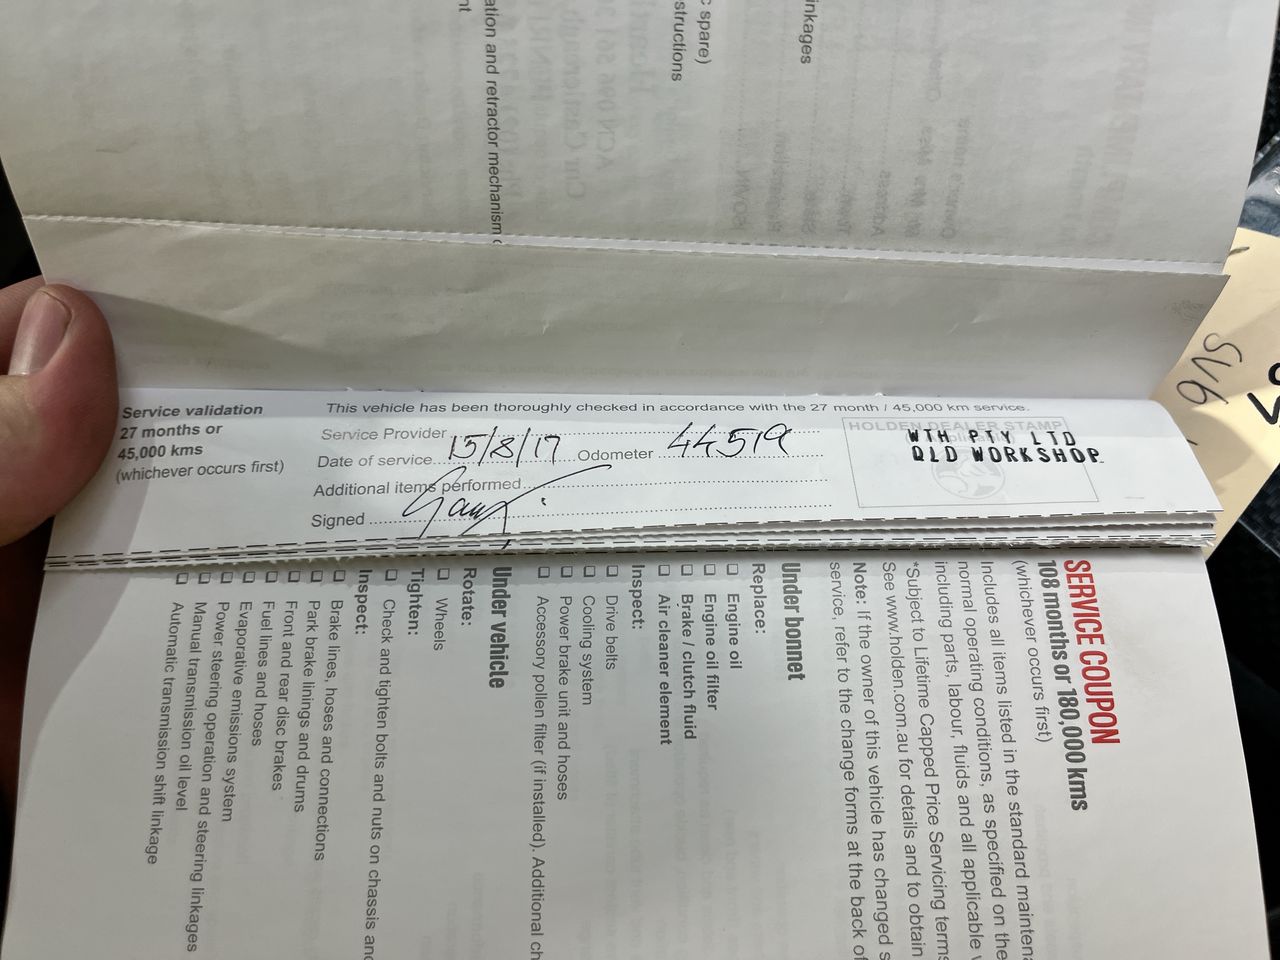 c spare)
structions
inkages
ation and retractor mechanism
nt
SV6
Service validation
27 months or
45,000 kms
(whichever occurs first)
This vehicle has been thoroughly checked in accordance with the 27 month / 45,000 km service.
Service Provider
Date of service 15/8/17 Odometer 44519
Additional items performed
Signed
HOLDEN DEALER STAMP
WTH PTY LTD
QLD WORKSHOP
SERVICE COUPON
108 months or 180,000 kms
(whichever occurs first)
Includes all items listed in the standard maintena
normal operating conditions, as specified on the
including parts, labour, fluids and all applicable
*Subject to Lifetime Capped Price Servicing terms
See www.holden.com.au for details and to obtain
Note: If the owner of this vehicle has changed s
service, refer to the change forms at the back of
Under bonnet
Replace:
☐ Engine oil
☐ Engine oil filter
☐ Brake / clutch fluid
☐ Air cleaner element
Inspect:
☐ Drive belts
☐ Cooling system
☐ Power brake unit and hoses
☐ Accessory pollen filter (if installed). Additional ch
Under vehicle
Rotate:
☐ Wheels
Tighten:
☐ Check and tighten bolts and nuts on chassis and
Inspect:
☐ Brake lines, hoses and connections
☐ Park brake linings and drums
☐ Front and rear disc brakes
☐ Fuel lines and hoses
☐ Evaporative emissions system
☐ Power steering operation and steering linkages
☐ Manual transmission oil level
☐ Automatic transmission shift linkage